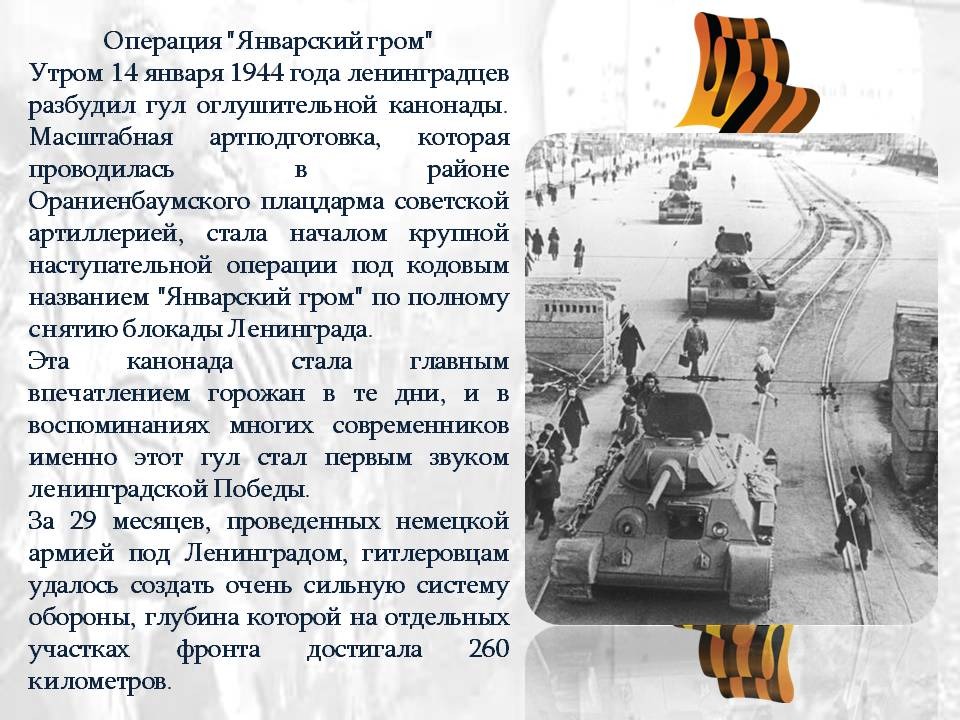 Операция "Январский гром"
Утром 14 января 1944 года ленинградцев
разбудил гул оглушительной канонады.
Масштабная артподготовка, которая
проводилась в районе
Ораниенбаумского плацдарма советской
артиллерией, стала началом крупной
наступательной операции под кодовым
названием "Январский гром" по полному
снятию блокады Ленинграда.
Эта канонада стала главным
впечатлением горожан в те дни, и в
воспоминаниях многих современников
именно этот гул стал первым звуком
ленинградской Победы.
За 29 месяцев, проведенных немецкой
армией под Ленинградом, гитлеровцам
удалось создать очень сильную систему
обороны, глубина которой на отдельных
участках фронта достигала 260
километров.